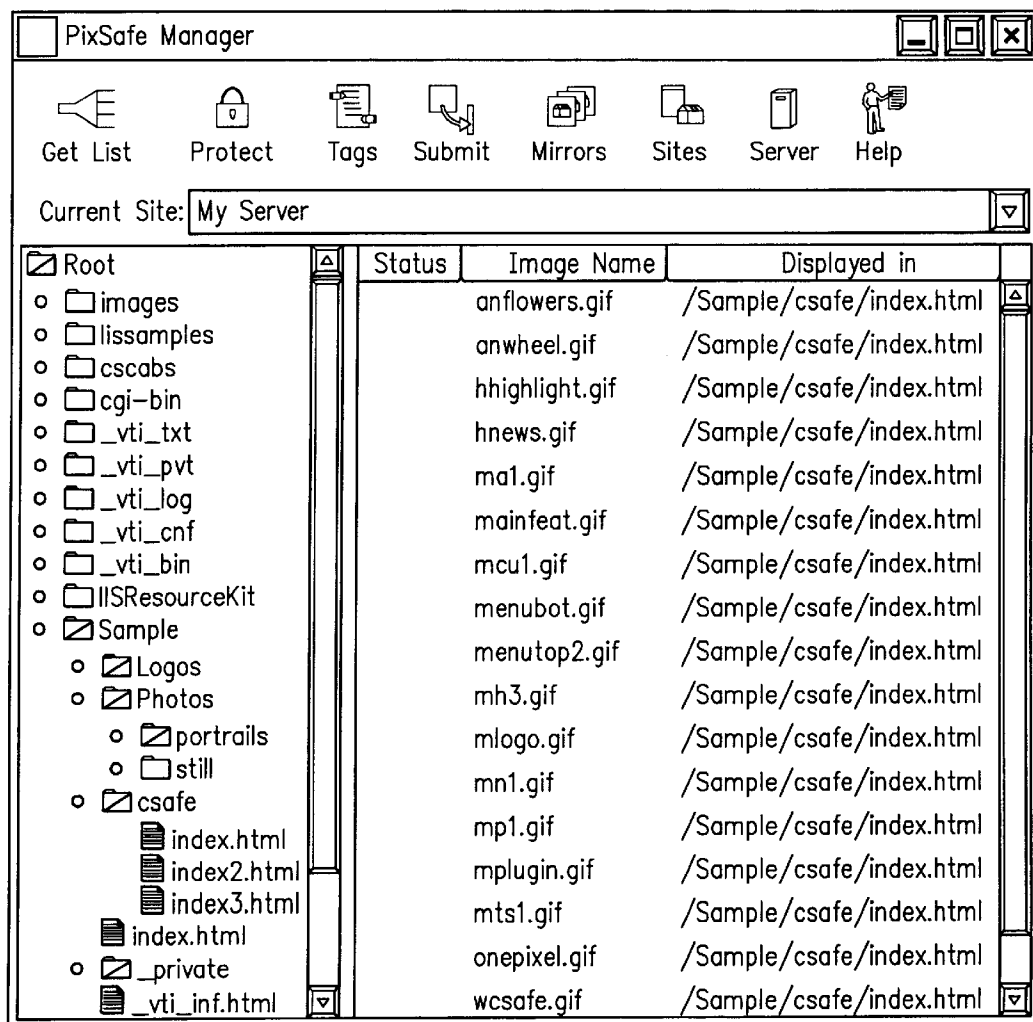 PixSafe Manager
Get List Protect Tags Submit Mirrors Sites Server Help
Current Site: My Server
Root
images
lissamples
cscabs
cgi-bin
_vti_txt
_vti_pvt
_vti_log
_vti_cnf
_vti_bin
IISResourceKit
Sample
Logos
Photos
portrails
still
csafe
index.html
index2.html
index3.html
index.html
_private
_vti_inf.html
Status Image Name Displayed in
anflowers.gif /Sample/csafe/index.html
anwheel.gif /Sample/csafe/index.html
hhighlight.gif /Sample/csafe/index.html
hnews.gif /Sample/csafe/index.html
ma1.gif /Sample/csafe/index.html
mainfeat.gif /Sample/csafe/index.html
mcu1.gif /Sample/csafe/index.html
menubot.gif /Sample/csafe/index.html
menutop2.gif /Sample/csafe/index.html
mh3.gif /Sample/csafe/index.html
mlogo.gif /Sample/csafe/index.html
mn1.gif /Sample/csafe/index.html
mp1.gif /Sample/csafe/index.html
mplugin.gif /Sample/csafe/index.html
mts1.gif /Sample/csafe/index.html
onepixel.gif /Sample/csafe/index.html
wcsafe.gif /Sample/csafe/index.html